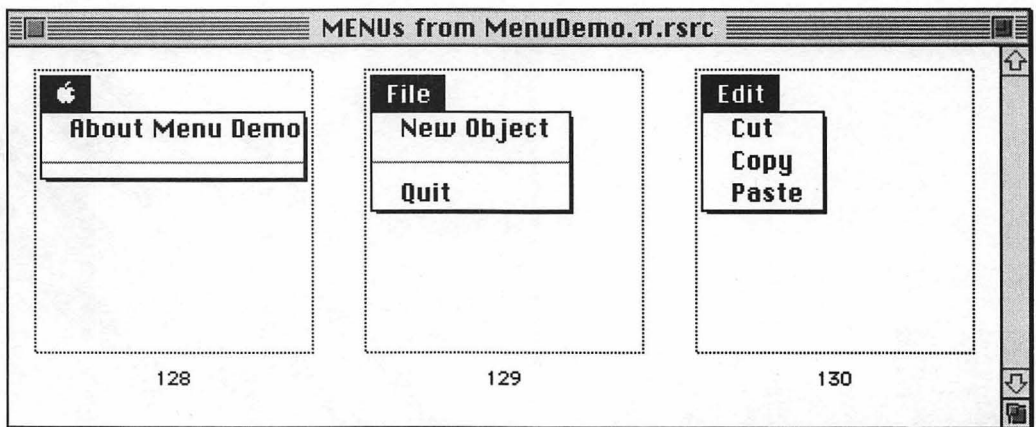 MENUs from MenuDemo.π.rsrc
About Menu Demo
128
File
New Object
Quit
129
Edit
Cut
Copy
Paste
130